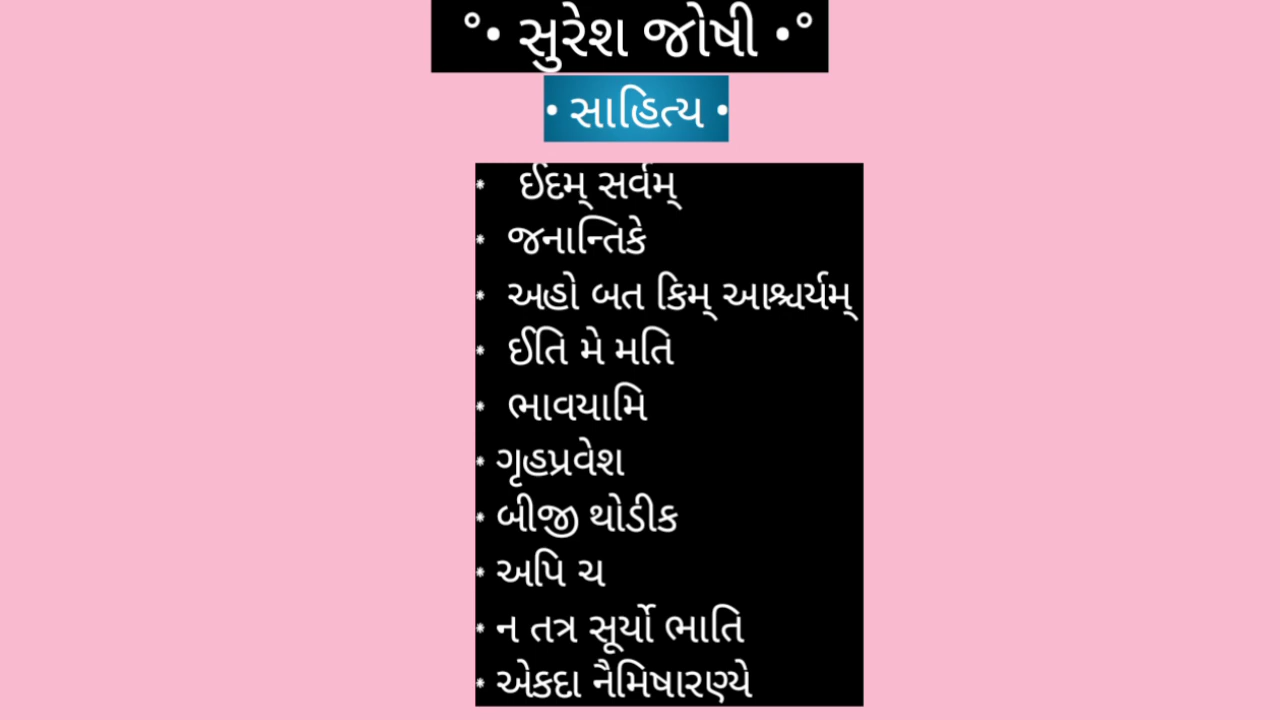 °• સુરેશ જોષી •°
• સાહિત્ય •
* ઈદમ્ સર્વમ્
* જનાન્તિકે
* અહો બત કિમ્ આશ્ચર્યમ્
* ઈતિ મે મતિ
* ભાવયામિ
* ગૃહપ્રવેશ
* બીજી થોડીક
* અપિ ચ
* ન તત્ર સૂર્યો ભાતિ
* એકદા નૈમિષારણ્યે